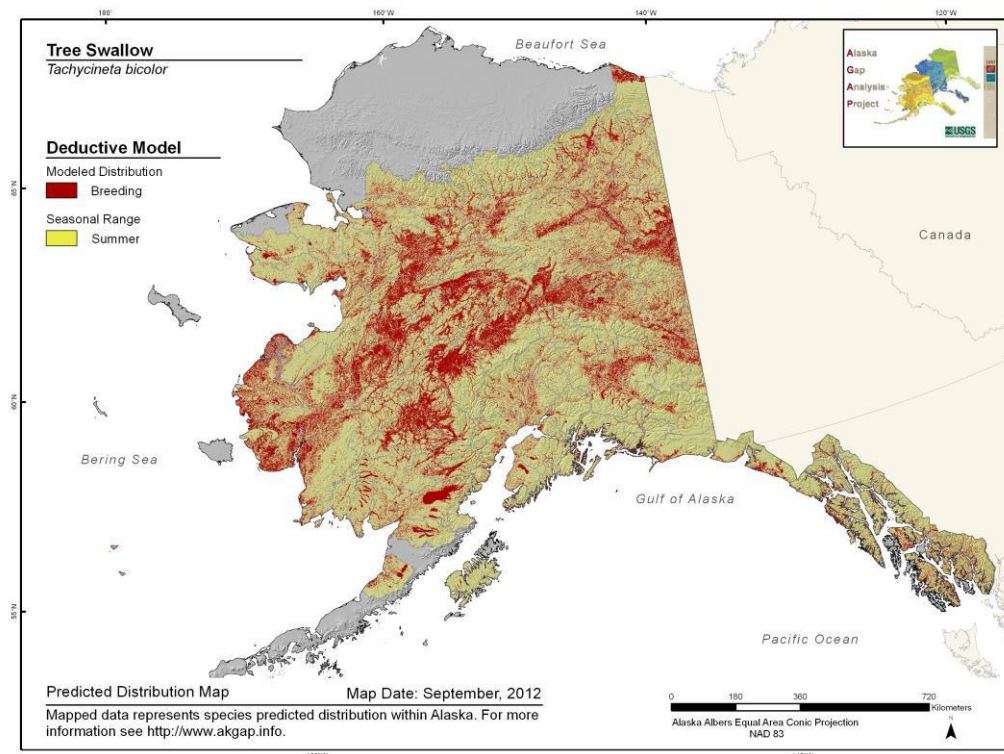 180°
160°W
140°W
120°W
Tree Swallow
Tachycineta bicolor
Beaufort Sea
Alaska
Gap
Analysis
Project
USGS
Deductive Model
Modeled Distribution
Breeding
Seasonal Range
Summer
65°N
Canada
60°N
Bering Sea
Gulf of Alaska
55°N
Pacific Ocean
Predicted Distribution Map
Map Date: September, 2012
Mapped data represents species predicted distribution within Alaska. For more
information see http://www.akgap.info.
0 180 360 720
Kilometers
Alaska Albers Equal Area Conic Projection
NAD 83
N